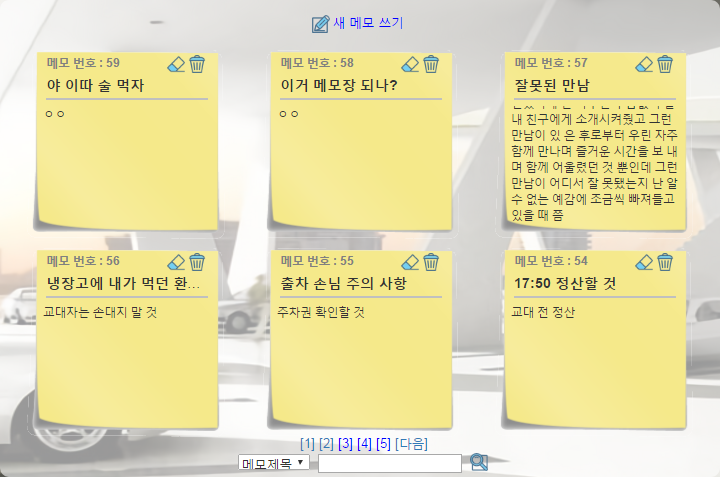 새 메모 쓰기
메모 번호 : 59
야 이따 술 먹자
ㅇㅇ
메모 번호 : 58
이거 메모장 되나?
ㅇㅇ
메모 번호 : 57
잘못된 만남
내 친구에게 소개시켜줬고 그런
만남이 있 은 후로부터 우린 자주
함께 만나며 즐거운 시간을 보 내
며 함께 어울렸던 것 뿐인데 그런
만남이 어디서 잘 못됐는지 난 알
수 없는 예감에 조금씩 빠져들고
있을 때 쯤
메모 번호 : 56
냉장고에 내가 먹던 환...
교대자는 손대지 말 것
메모 번호 : 55
출차 손님 주의 사항
주차권 확인할 것
메모 번호 : 54
17:50 정산할 것
교대 전 정산
[1] [2] [3] [4] [5] [다음]
메모제목